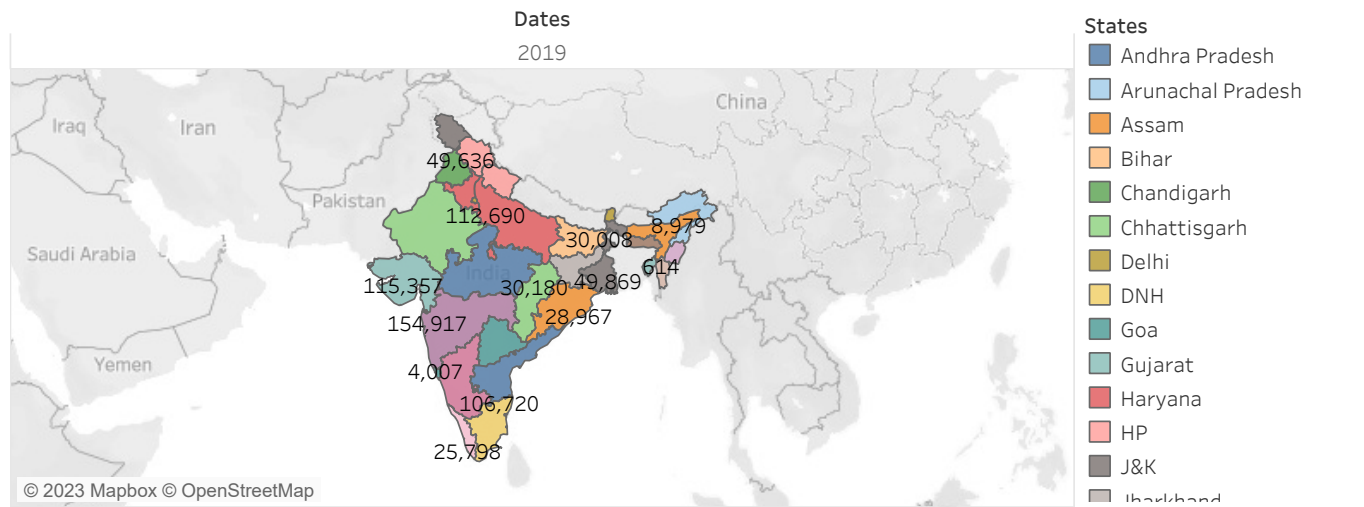 Dates
2019
States
Andhra Pradesh
Arunachal Pradesh
Assam
Bihar
Chandigarh
Chhattisgarh
Delhi
DNH
Goa
Gujarat
Haryana
HP
J&K
Jharkhand
China
Iraq
Iran
49,636
Pakistan
112,690
8,979
30,008
Saudi Arabia
614
India
115,357
30,180
49,869
154,917
28,967
Yemen
4,007
106,720
25,798
© 2023 Mapbox © OpenStreetMap